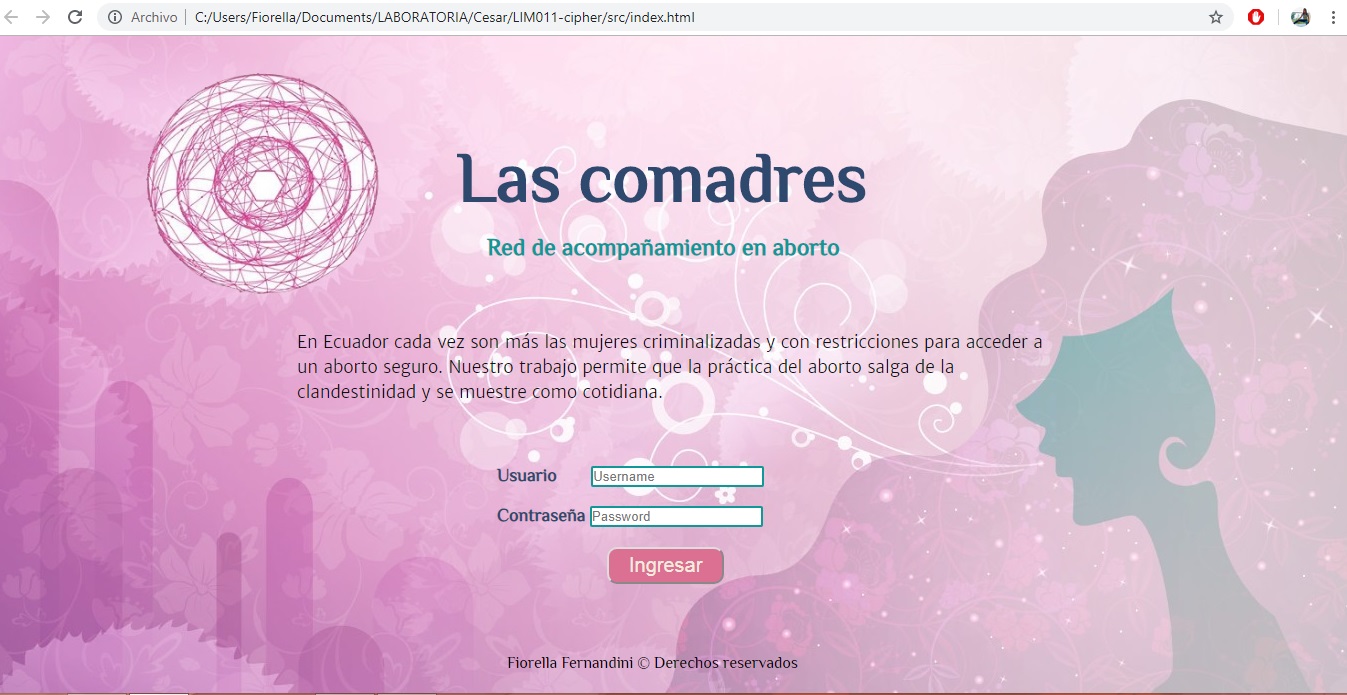 Archivo C:/Users/Fiorella/Documents/LABORATORIA/Cesar/LIM011-cipher/src/index.html
Las comadres
Red de acompañamiento en aborto
En Ecuador cada vez son más las mujeres criminalizadas y con restricciones para acceder a
un aborto seguro. Nuestro trabajo permite que la práctica del aborto salga de la
clandestinidad y se muestre como cotidiana.
Usuario Username
Contraseña Password
Ingresar
Fiorella Fernandini © Derechos reservados